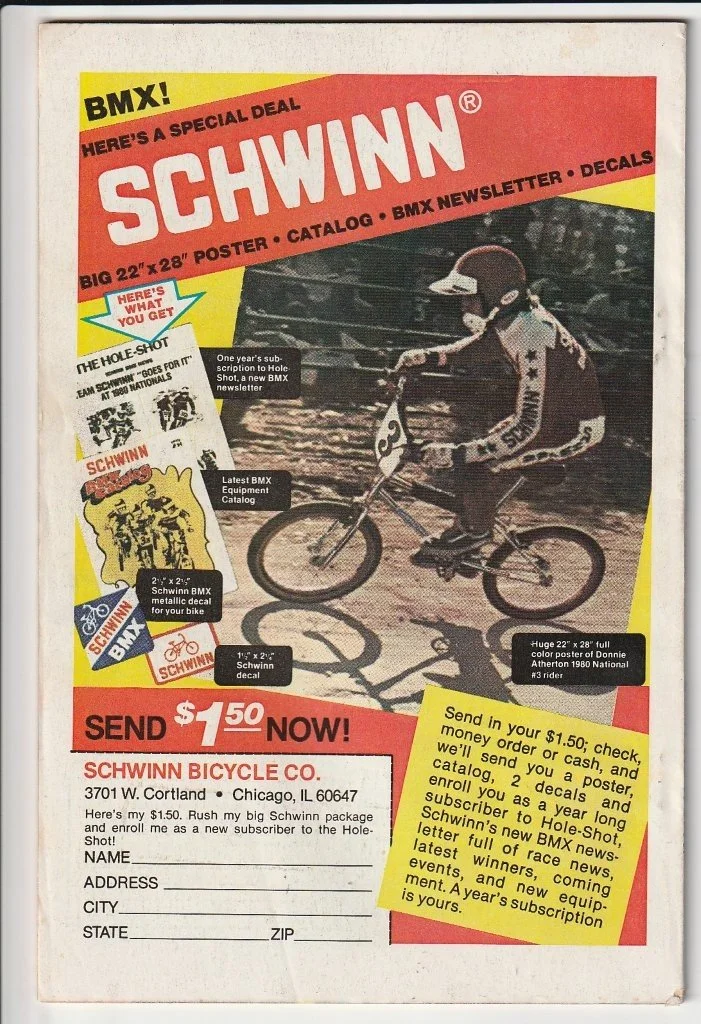 BMX!
HERE'S A SPECIAL DEAL
SCHWINN®
BIG 22" x 28" POSTER • CATALOG • BMX NEWSLETTER • DECALS
HERE'S
WHAT
YOU GET
THE HOLE-SHOT
TEAM SCHWINN "GOES FOR IT"
AT 1980 NATIONALS
One year's sub-
scription to Hole-
Shot, a new BMX
newsletter
SCHWINN
BMX Catalog
Latest BMX
Equipment
Catalog
3
SCHWINN
2½" x 2½"
Schwinn BMX
metallic decal
for your bike
SCHWINN
BMX
SCHWINN
1½" x 2¼"
Schwinn
decal
Huge 22" x 28" full
color poster of Donnie
Atherton 1980 National
#3 rider
SEND $1.50 NOW!
SCHWINN BICYCLE CO.
3701 W. Cortland • Chicago, IL 60647
Here's my $1.50. Rush my big Schwinn package
and enroll me as a new subscriber to the Hole-
Shot!
NAME
ADDRESS
CITY
STATE ZIP
Send in your $1.50; check,
money order or cash, and
we'll send you a poster,
catalog, 2 decals and
enroll you as a year long
subscriber to Hole-Shot,
Schwinn's new BMX news-
letter full of race news,
latest winners, coming
events, and new equip-
ment. A year's subscription
is yours.